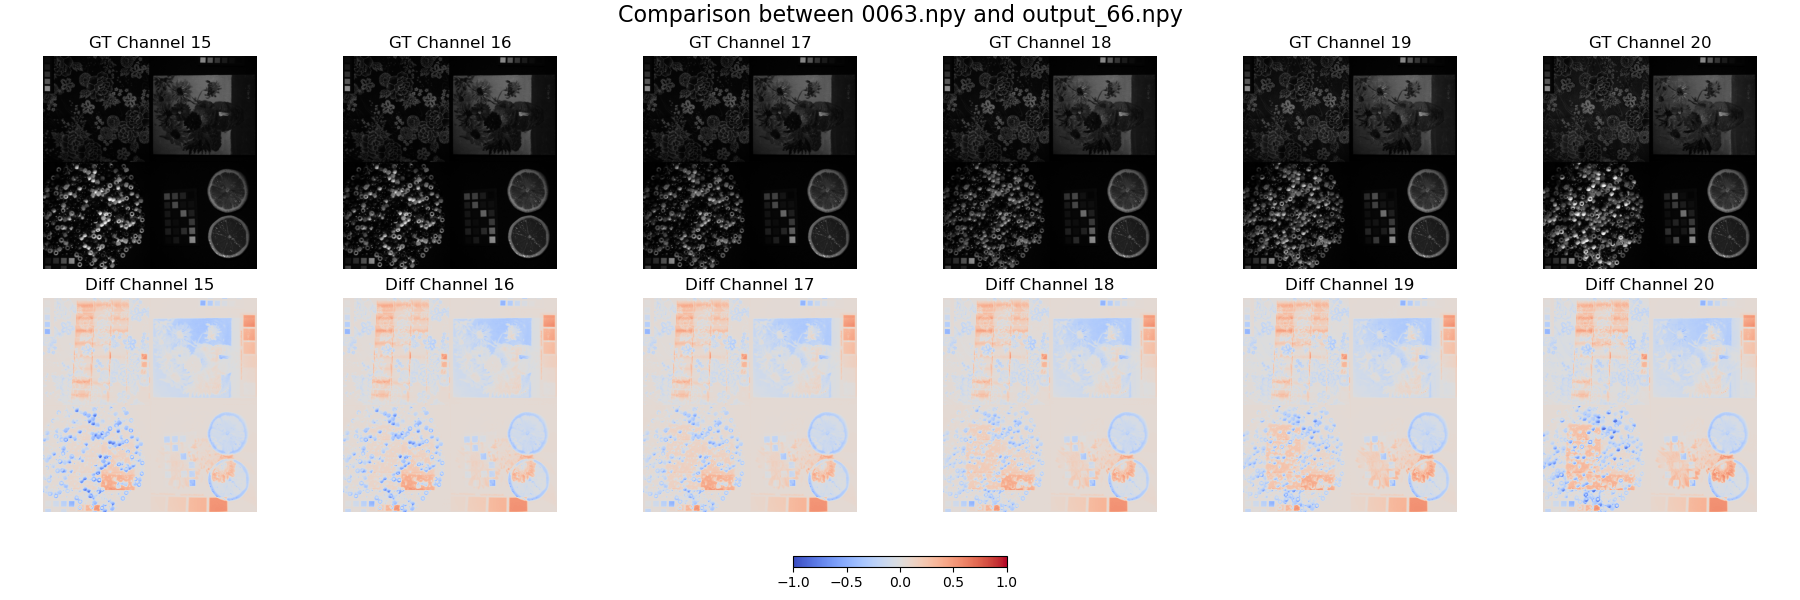 Comparison between 0063.npy and output_66.npy
GT Channel 15 GT Channel 16 GT Channel 17 GT Channel 18 GT Channel 19 GT Channel 20
Diff Channel 15 Diff Channel 16 Diff Channel 17 Diff Channel 18 Diff Channel 19 Diff Channel 20
−1.0 −0.5 0.0 0.5 1.0